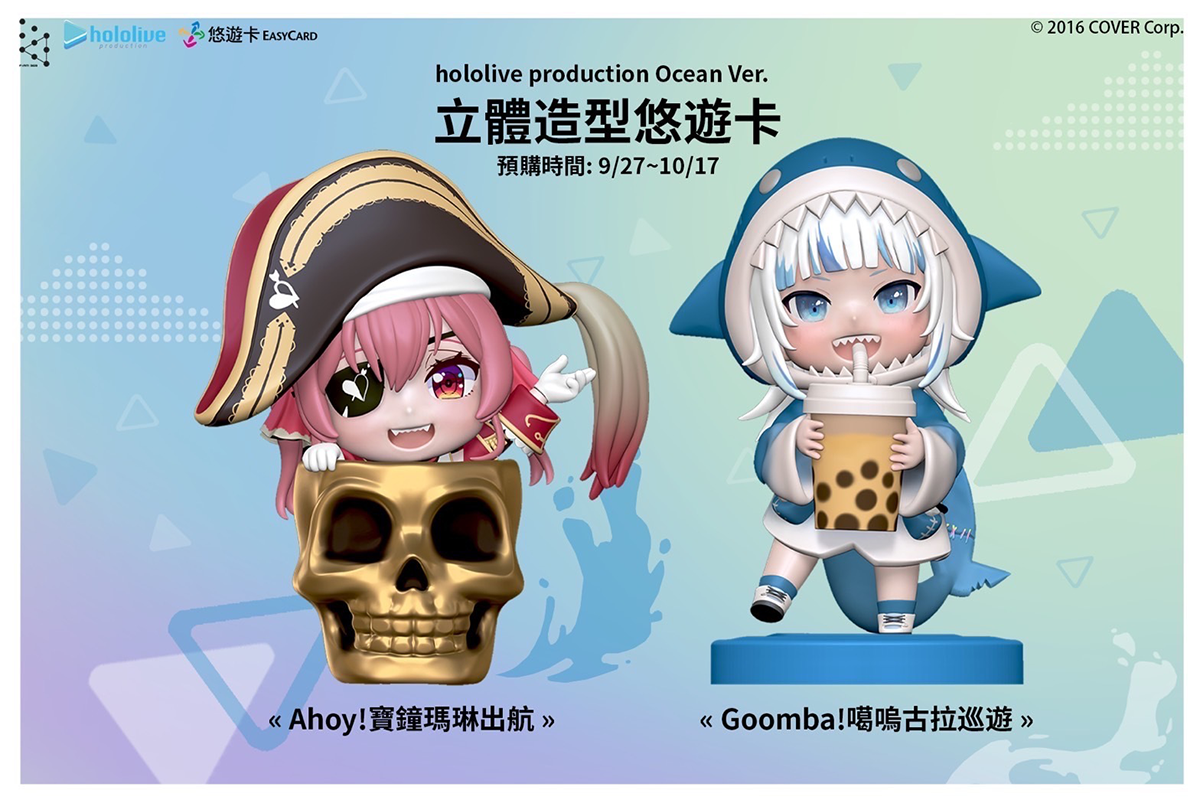 hololive production
悠遊卡 EASYCARD
© 2016 COVER Corp.
hololive production Ocean Ver.
立體造型悠遊卡
預購時間: 9/27~10/17
« Ahoy!寶鐘瑪琳出航 »
« Goomba!噶嗚古拉巡遊 »